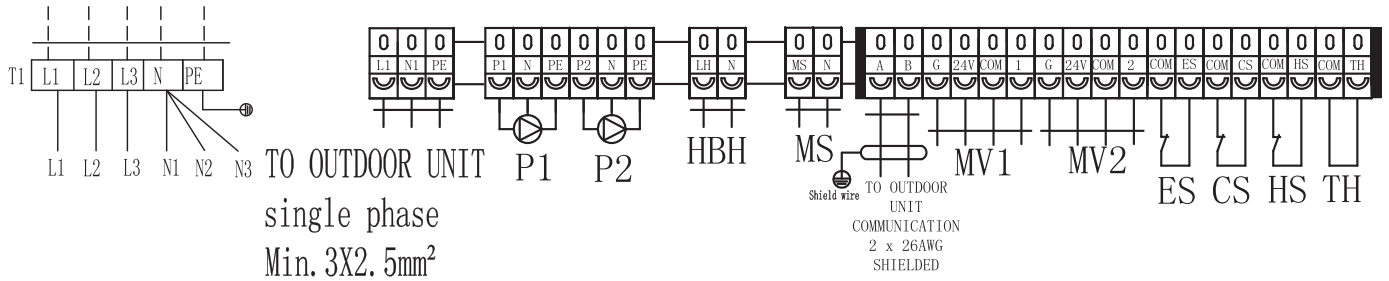 T1 L1 L2 L3 N PE
L1 L2 L3 N1 N2 N3
0 0 0 0 0 0 0 0 0 0 0 0 0 0 0 0 0 0 0 0 0 0 0 0 0 0 0 0 0 0 0
L1 N1 PE P1 N PE P2 N PE LH N MS N A B G 24V COM 1 G 24V COM 2 COM ES COM CS COM HS COM TH
P1 P2 HBH MS MV1 MV2 ES CS HS TH
TO OUTDOOR UNIT
single phase
Min. 3X2. 5mm²
Shield wire
TO OUTDOOR
UNIT
COMMUNICATION
2 x 26AWG
SHIELDED